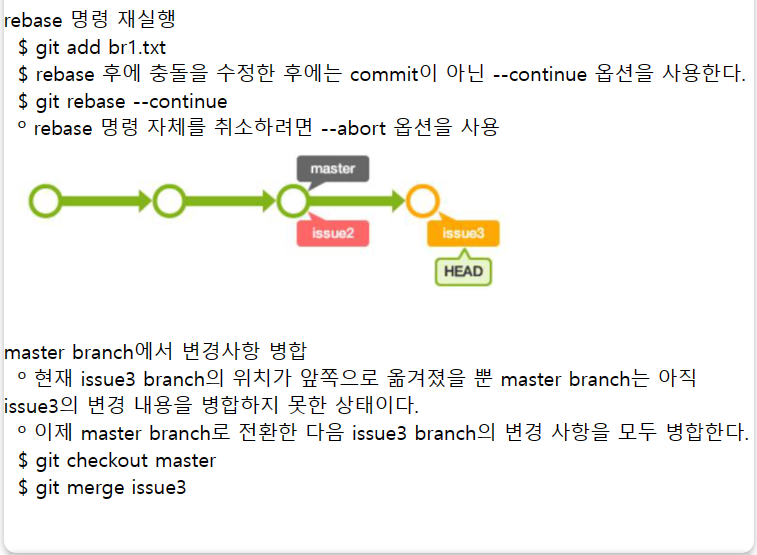 rebase 명령 재실행
$ git add br1.txt
$ rebase 후에 충돌을 수정한 후에는 commit이 아닌 --continue 옵션을 사용한다.
$ git rebase --continue
º rebase 명령 자체를 취소하려면 --abort 옵션을 사용
master
issue2
issue3
HEAD
master branch에서 변경사항 병합
º 현재 issue3 branch의 위치가 앞쪽으로 옮겨졌을 뿐 master branch는 아직
issue3의 변경 내용을 병합하지 못한 상태이다.
º 이제 master branch로 전환한 다음 issue3 branch의 변경 사항을 모두 병합한다.
$ git checkout master
$ git merge issue3